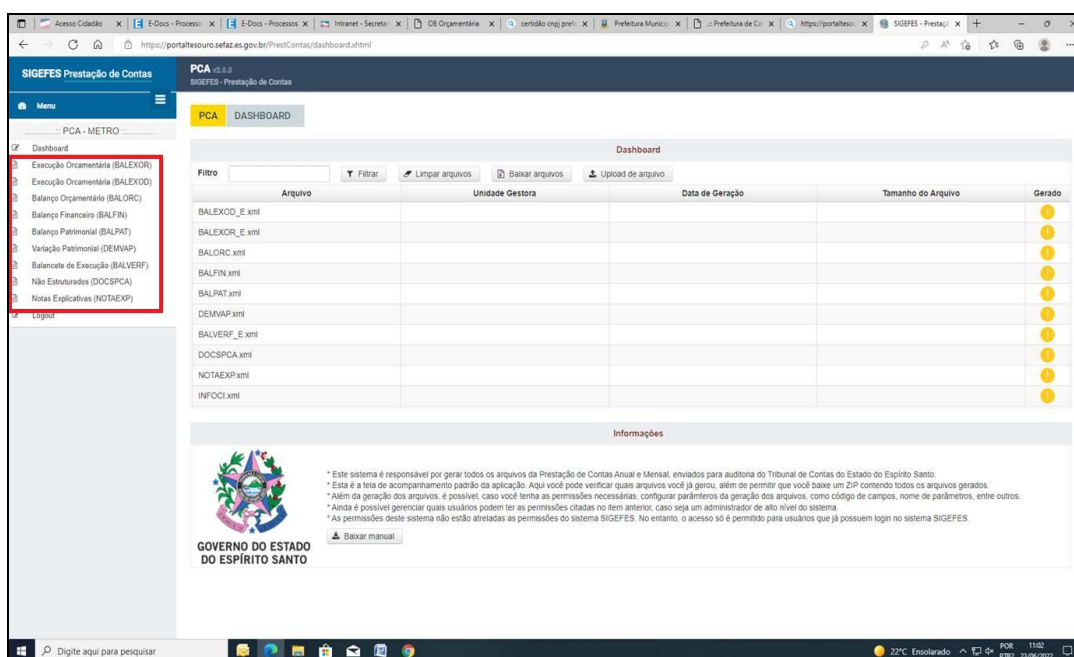 Acesso Cidadão
E-Docs - Processo
E-Docs - Processos
Intranet - Secretar
OB Orçamentária
certidão cnpj prefe
Prefeitura Municip
.: Prefeitura de Ca
https://portaltesou
SIGEFES - Prestaçã
https://portaltesouro.sefaz.es.gov.br/PrestContas/dashboard.xhtml
SIGEFES Prestação de Contas
PCA v2.0.0
SIGEFES - Prestação de Contas
Menu
PCA DASHBOARD
:: PCA - METRO ::
Dashboard
Execução Orcamentária (BALEXOR)
Execução Orcamentária (BALEXOD)
Balanço Orçamentário (BALORC)
Balanço Financeiro (BALFIN)
Balanço Patrimonial (BALPAT)
Variação Patrimonial (DEMVAP)
Balancete de Execução (BALVERF)
Não Estruturados (DOCSPCA)
Notas Explicativas (NOTAEXP)
Logout
Dashboard
Filtro Filtrar Limpar arquivos Baixar arquivos Upload de arquivo
Arquivo Unidade Gestora Data de Geração Tamanho do Arquivo Gerado
BALEXOD_E.xml
BALEXOR_E.xml
BALORC.xml
BALFIN.xml
BALPAT.xml
DEMVAP.xml
BALVERF_E.xml
DOCSPCA.xml
NOTAEXP.xml
INFOCI.xml
Informações
* Este sistema é responsável por gerar todos os arquivos da Prestação de Contas Anual e Mensal, enviados para auditoria do Tribunal de Contas do Estado do Espírito Santo.
* Esta é a tela de acompanhamento padrão da aplicação. Aqui você pode verificar quais arquivos você já gerou, além de permitir que você baixe um ZIP contendo todos os arquivos gerados.
* Além da geração dos arquivos, é possível, caso você tenha as permissões necessárias, configurar parâmteros da geração dos arquivos, como código de campos, nome de parâmetros, entre outros.
* Ainda é possível gerenciar quais usuários podem ter as permissões citadas no item anterior, caso seja um administrador de alto nível do sistema.
* As permissões deste sistema não estão atreladas as permissões do sistema SIGEFES. No entanto, o acesso só é permitido para usuários que já possuem login no sistema SIGEFES.
Baixar manual
GOVERNO DO ESTADO
DO ESPÍRITO SANTO
Digite aqui para pesquisar
22°C Ensolarado
POR
PTB2
11:02
23/06/2022